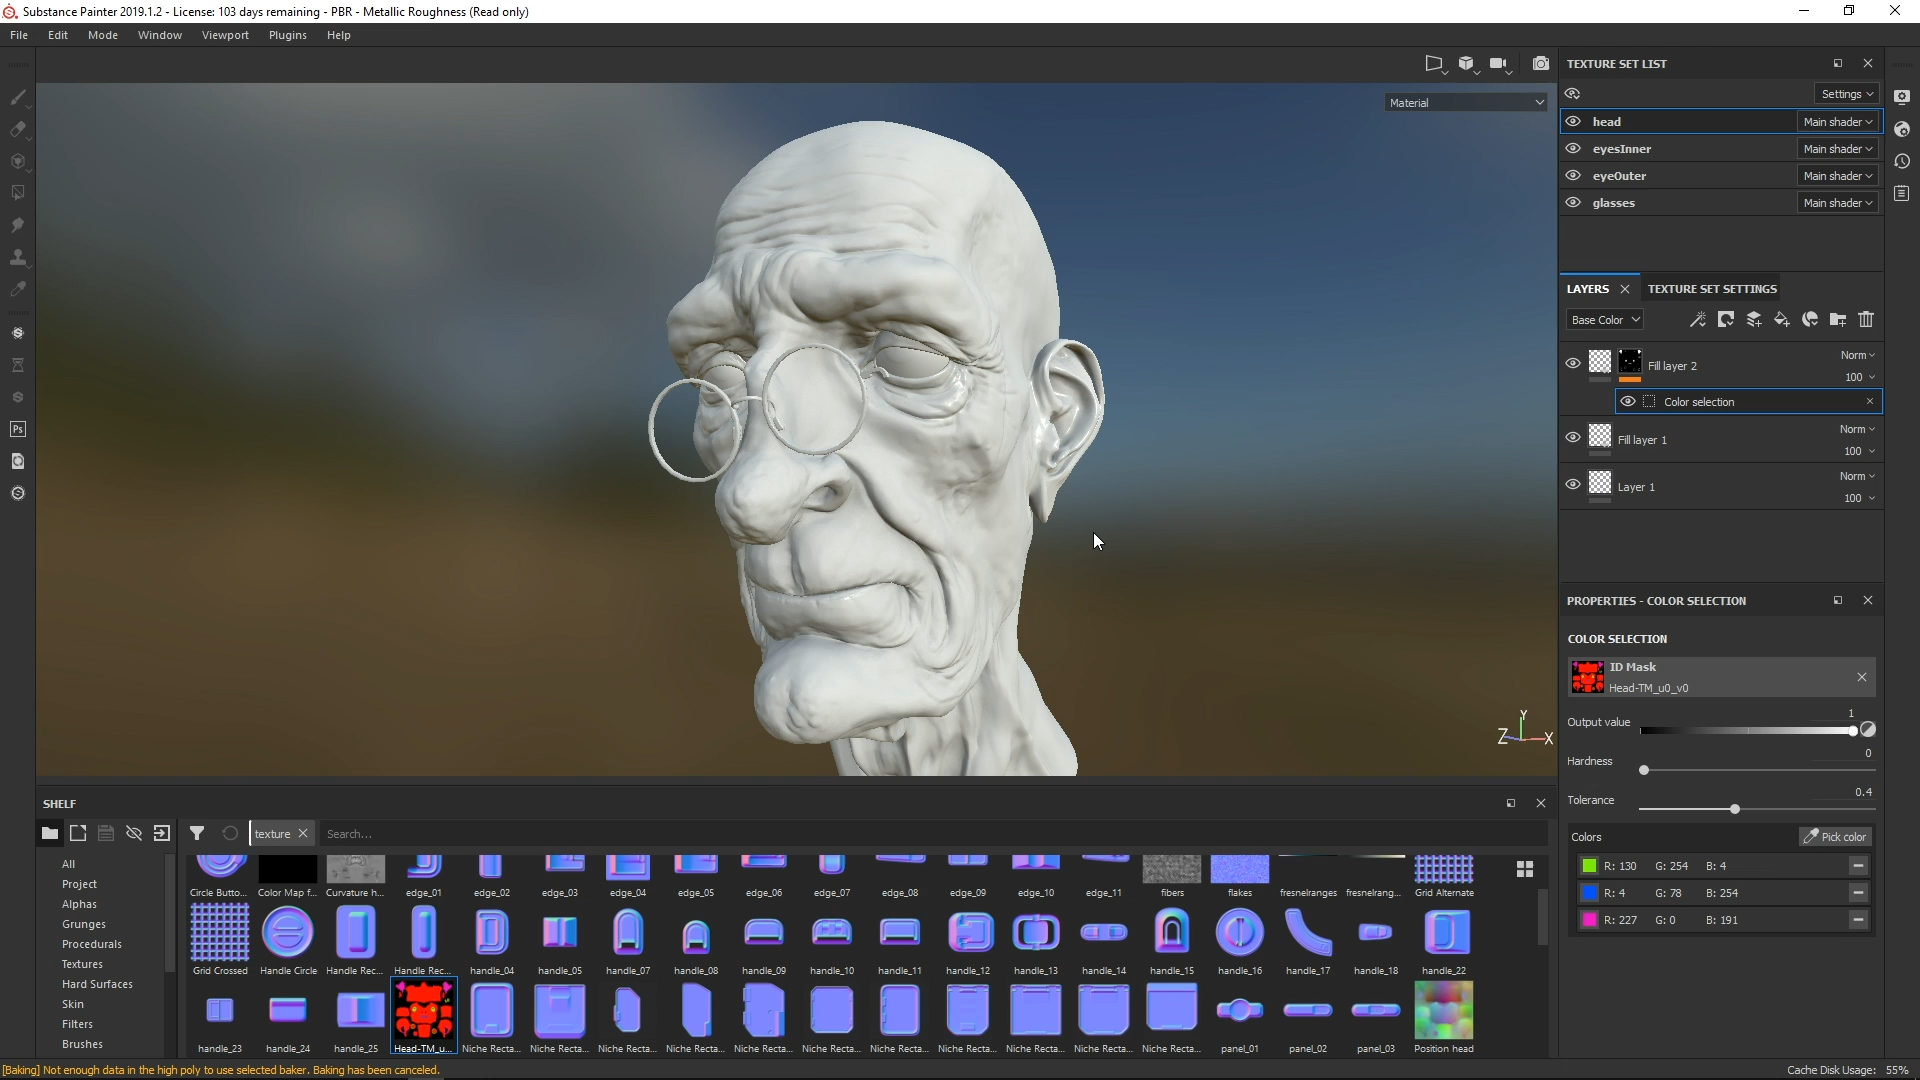 Substance Painter 2019.1.2 - License: 103 days remaining - PBR - Metallic Roughness (Read only)
File Edit Mode Window Viewport Plugins Help
Material
TEXTURE SET LIST
Settings
head Main shader
eyesInner Main shader
eyeOuter Main shader
glasses Main shader
LAYERS TEXTURE SET SETTINGS
Base Color
Fill layer 2 Norm
100
Color selection
Fill layer 1 Norm
100
Layer 1 Norm
100
PROPERTIES - COLOR SELECTION
COLOR SELECTION
ID Mask
Head-TM_u0_v0
Output value 1
Hardness 0
Tolerance 0.4
Colors Pick color
R: 130 G: 254 B: 4
R: 4 G: 78 B: 254
R: 227 G: 0 B: 191
Ps
Y
Z X
SHELF
texture Search...
All
Project
Alphas
Grunges
Procedurals
Textures
Hard Surfaces
Skin
Filters
Brushes
Circle Butto... Color Map f... Curvature h... edge_01 edge_02 edge_03 edge_04 edge_05 edge_06 edge_07 edge_08 edge_09 edge_10 edge_11 fibers flakes fresnelranges fresnelrang... Grid Alternate
Grid Crossed Handle Circle Handle Rec... Handle Rec... handle_04 handle_05 handle_07 handle_08 handle_09 handle_10 handle_11 handle_12 handle_13 handle_14 handle_15 handle_16 handle_17 handle_18 handle_22
handle_23 handle_24 handle_25 Head-TM_u... Niche Recta... Niche Recta... Niche Recta... Niche Recta... Niche Recta... Niche Recta... Niche Recta... Niche Recta... Niche Recta... Niche Recta... Niche Recta... panel_01 panel_02 panel_03 Position head
[Baking] Not enough data in the high poly to use selected baker. Baking has been canceled.
Cache Disk Usage: 55%